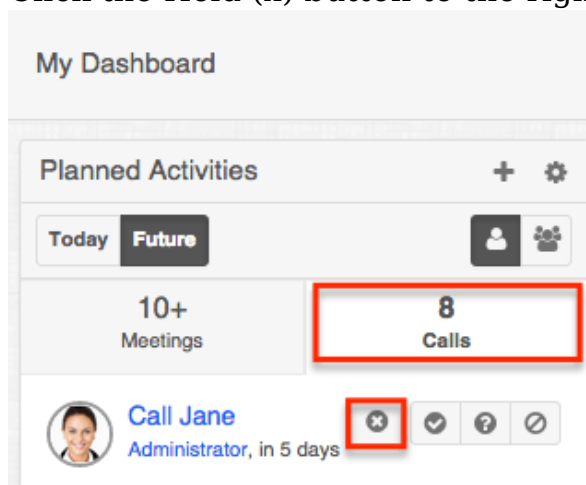 My Dashboard
Planned Activities
Today Future
10+ 8
Meetings Calls
Call Jane
Administrator, in 5 days